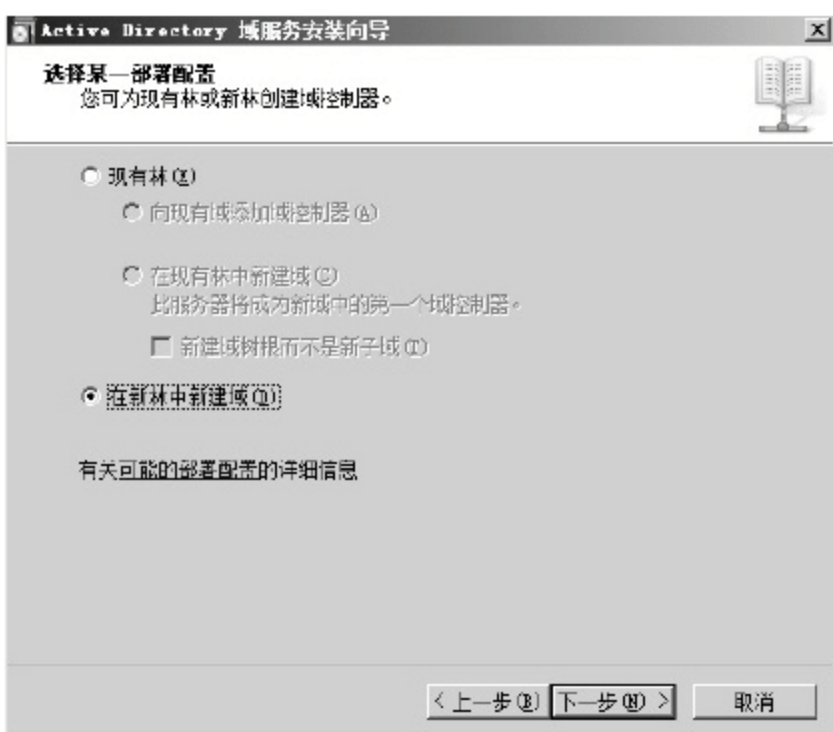 Active Directory 域服务安装向导
选择某一部署配置
您可为现有林或新林创建域控制器。
现有林(E)
向现有域添加域控制器(A)
在现有林中新建域(C)
此服务器将成为新域中的第一个域控制器。
新建域树根而不是新子域(T)
在新林中新建域(D)
有关可能的部署配置的详细信息
< 上一步(B) 下一步(N) > 取消